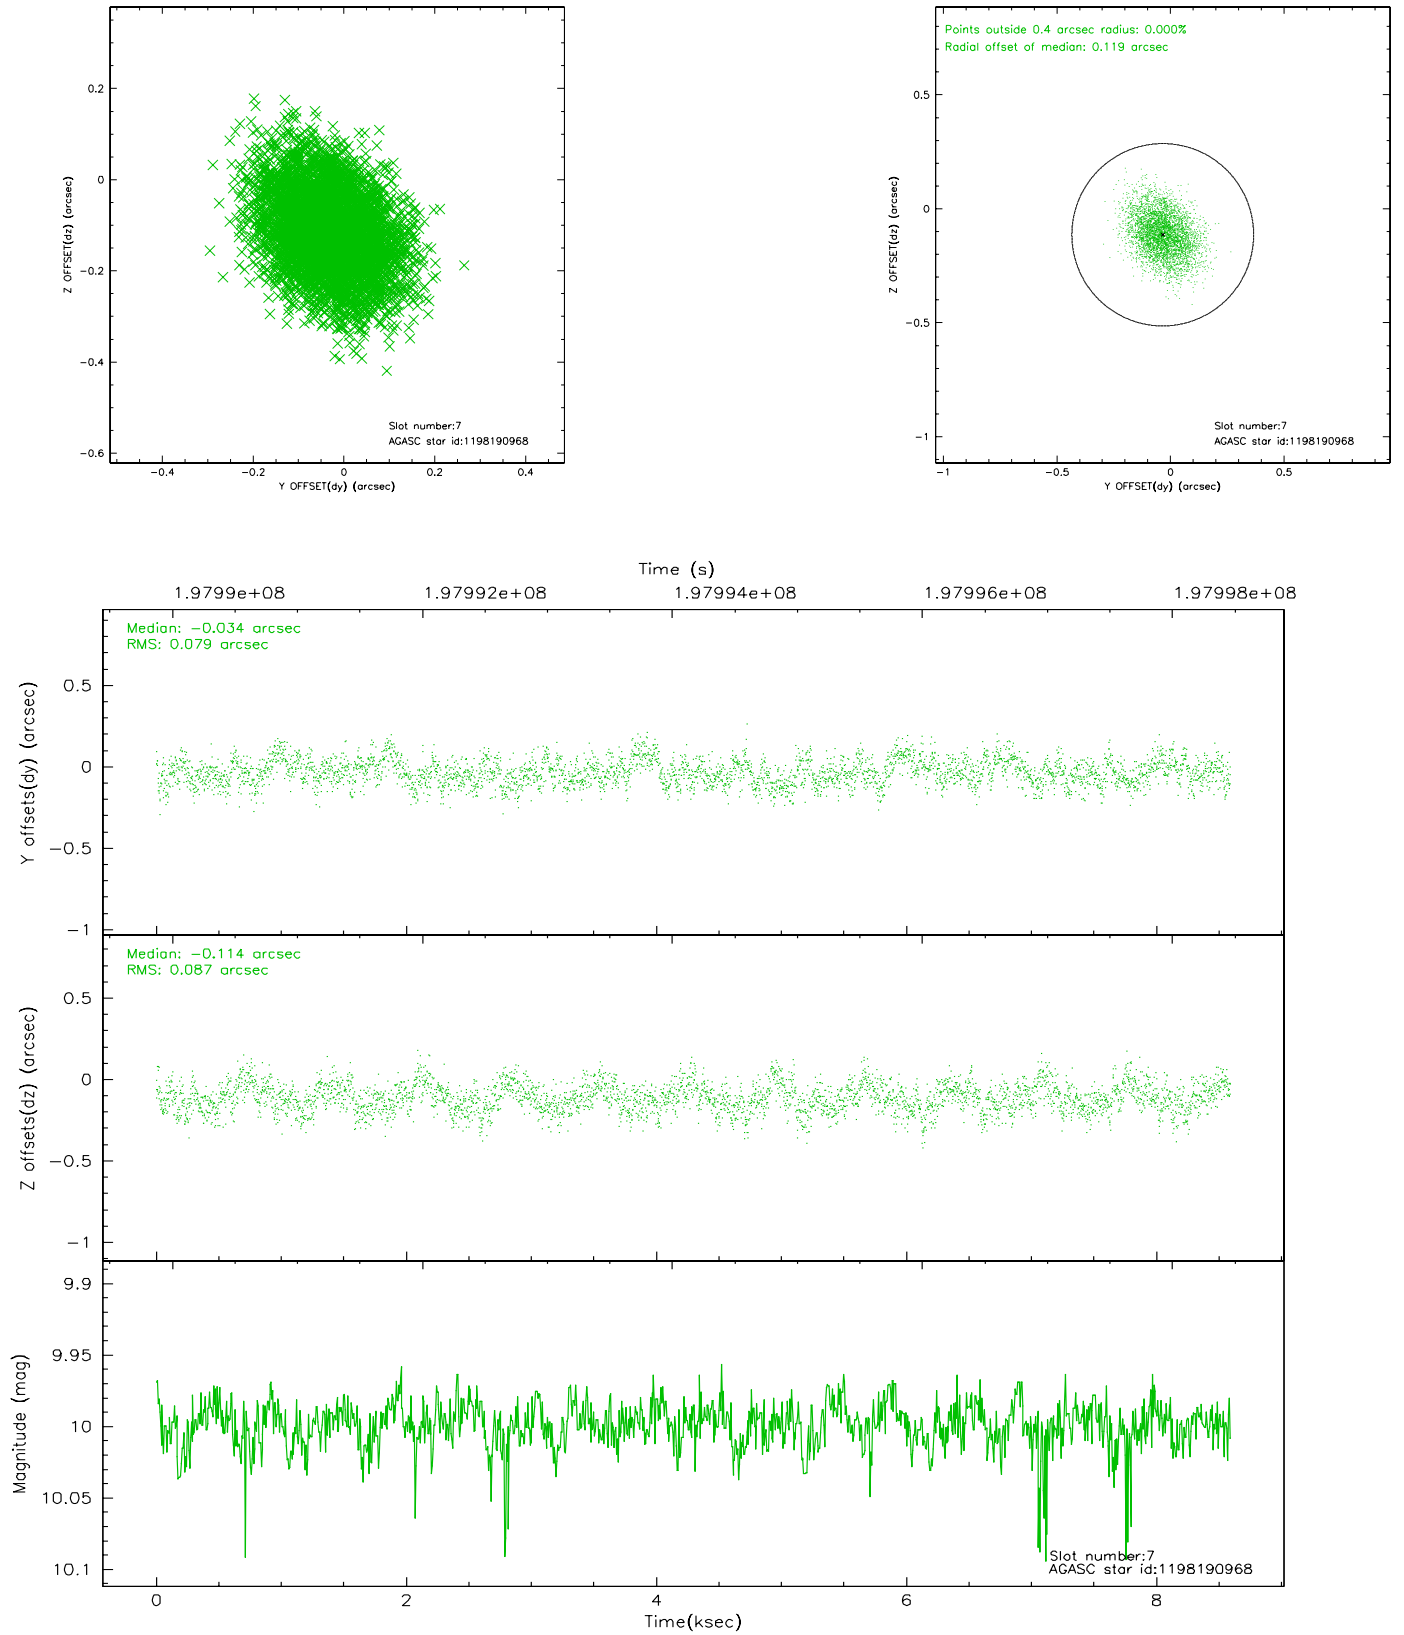 0.2
0
−0.2
−0.4
−0.6
Z OFFSET(dz) (arcsec)
Slot number:7
AGASC star id:1198190968
−0.4 −0.2 0 0.2 0.4
Y OFFSET(dy) (arcsec)
Points outside 0.4 arcsec radius: 0.000%
Radial offset of median: 0.119 arcsec
0.5
0
−0.5
−1
Z OFFSET(dz) (arcsec)
Slot number:7
AGASC star id:1198190968
−1 −0.5 0 0.5
Y OFFSET(dy) (arcsec)
Time (s)
1.9799e+08 1.97992e+08 1.97994e+08 1.97996e+08 1.97998e+08
Median: −0.034 arcsec
RMS: 0.079 arcsec
0.5
0
−0.5
−1
Y offsets(dy) (arcsec)
Median: −0.114 arcsec
RMS: 0.087 arcsec
0.5
0
−0.5
−1
Z offsets(dz) (arcsec)
9.9
9.95
10
10.05
10.1
Magnitude (mag)
Slot number:7
AGASC star id:1198190968
0 2 4 6 8
Time(ksec)